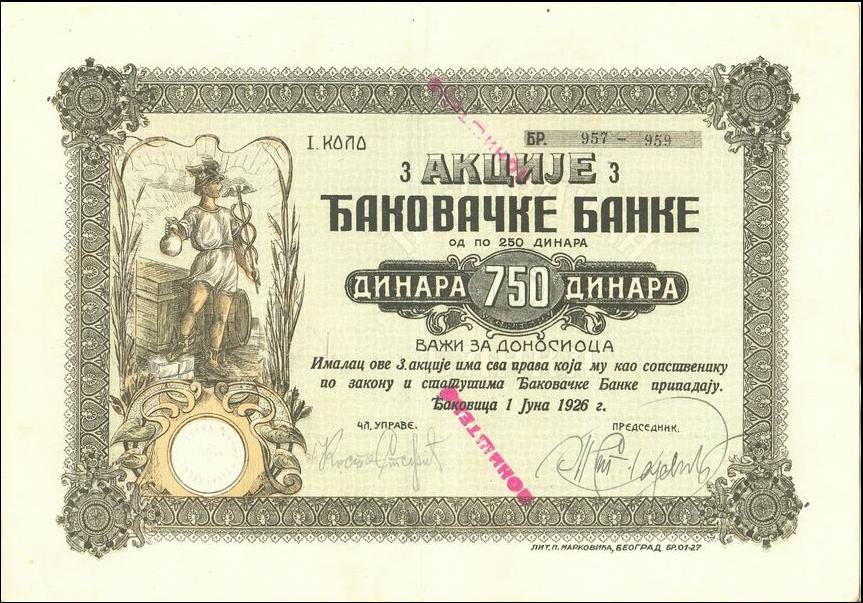 I. КОЛО
БР. 957 - 959
3 АКЦИЈЕ 3
ЂАКОВАЧКЕ БАНКЕ
ОД ПО 250 ДИНАРА
ДИНАРА 750 ДИНАРА
ВАЖИ ЗА ДОНОСИОЦА
Ималац ове 3. акције има сва права која му као сопственику
по закону и статутима Ђаковачке Банке припадају.
Ђаковица 1 Јуна 1926 г.
ЧЛ. УПРАВЕ.
ПРЕДСЕДНИК.
ПОНИШТЕНО
ПОНИШТЕНО
ЛИТ. П. МАРКОВИЋА, БЕОГРАД БР. 01-27